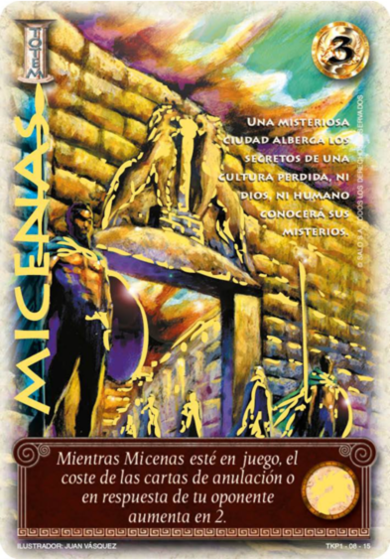 TOTEM
3
MICENAS
Una misteriosa
ciudad alberga los
secretos de una
cultura perdida, ni
dios, ni humano
conocerá sus
misterios.
Mientras Micenas esté en juego, el
coste de las cartas de anulación o
en respuesta de tu oponente
aumenta en 2.
ILUSTRADOR: JUAN VÁSQUEZ
TKP1 - 08 - 15